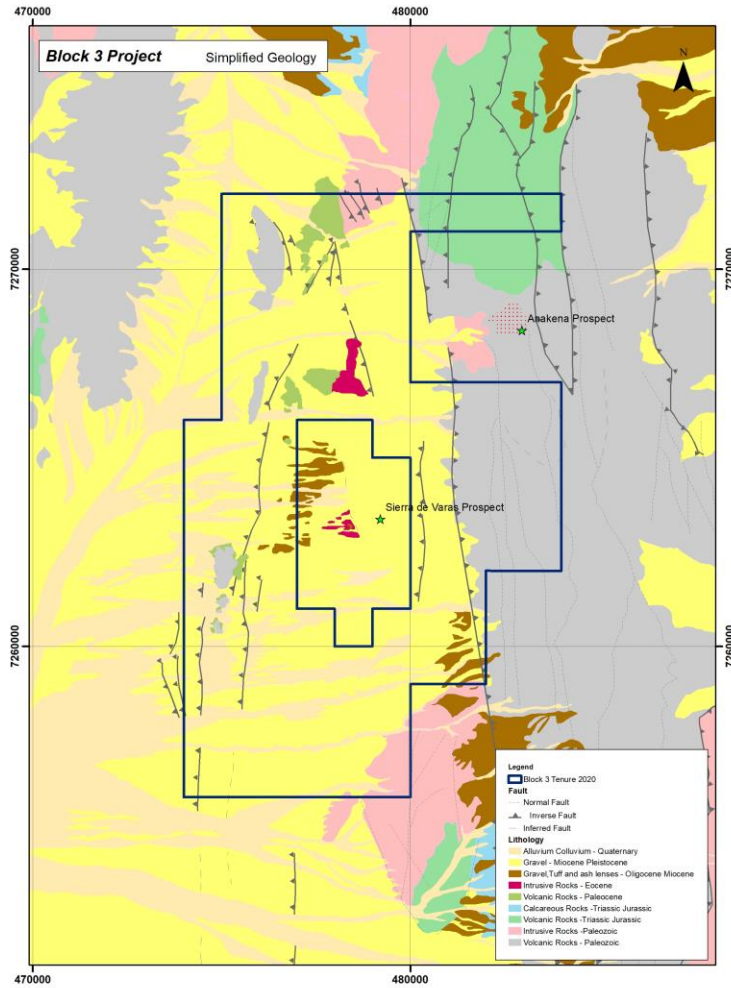 470000
480000
Block 3 Project Simplified Geology
N
7270000
7270000
Anakena Prospect
Sierra de Varas Prospect
7260000
7260000
Legend
Block 3 Tenure 2020
Fault
Normal Fault
Inverse Fault
Inferred Fault
Lithology
Alluvium Colluvium - Quaternary
Gravel - Miocene Pleistocene
Gravel,Tuff and ash lenses - Oligocene Miocene
Intrusive Rocks - Eocene
Volcanic Rocks - Paleocene
Calcareous Rocks -Triassic Jurassic
Volcanic Rocks -Triassic Jurassic
Intrusive Rocks -Paleozoic
Volcanic Rocks - Paleozoic
470000
480000